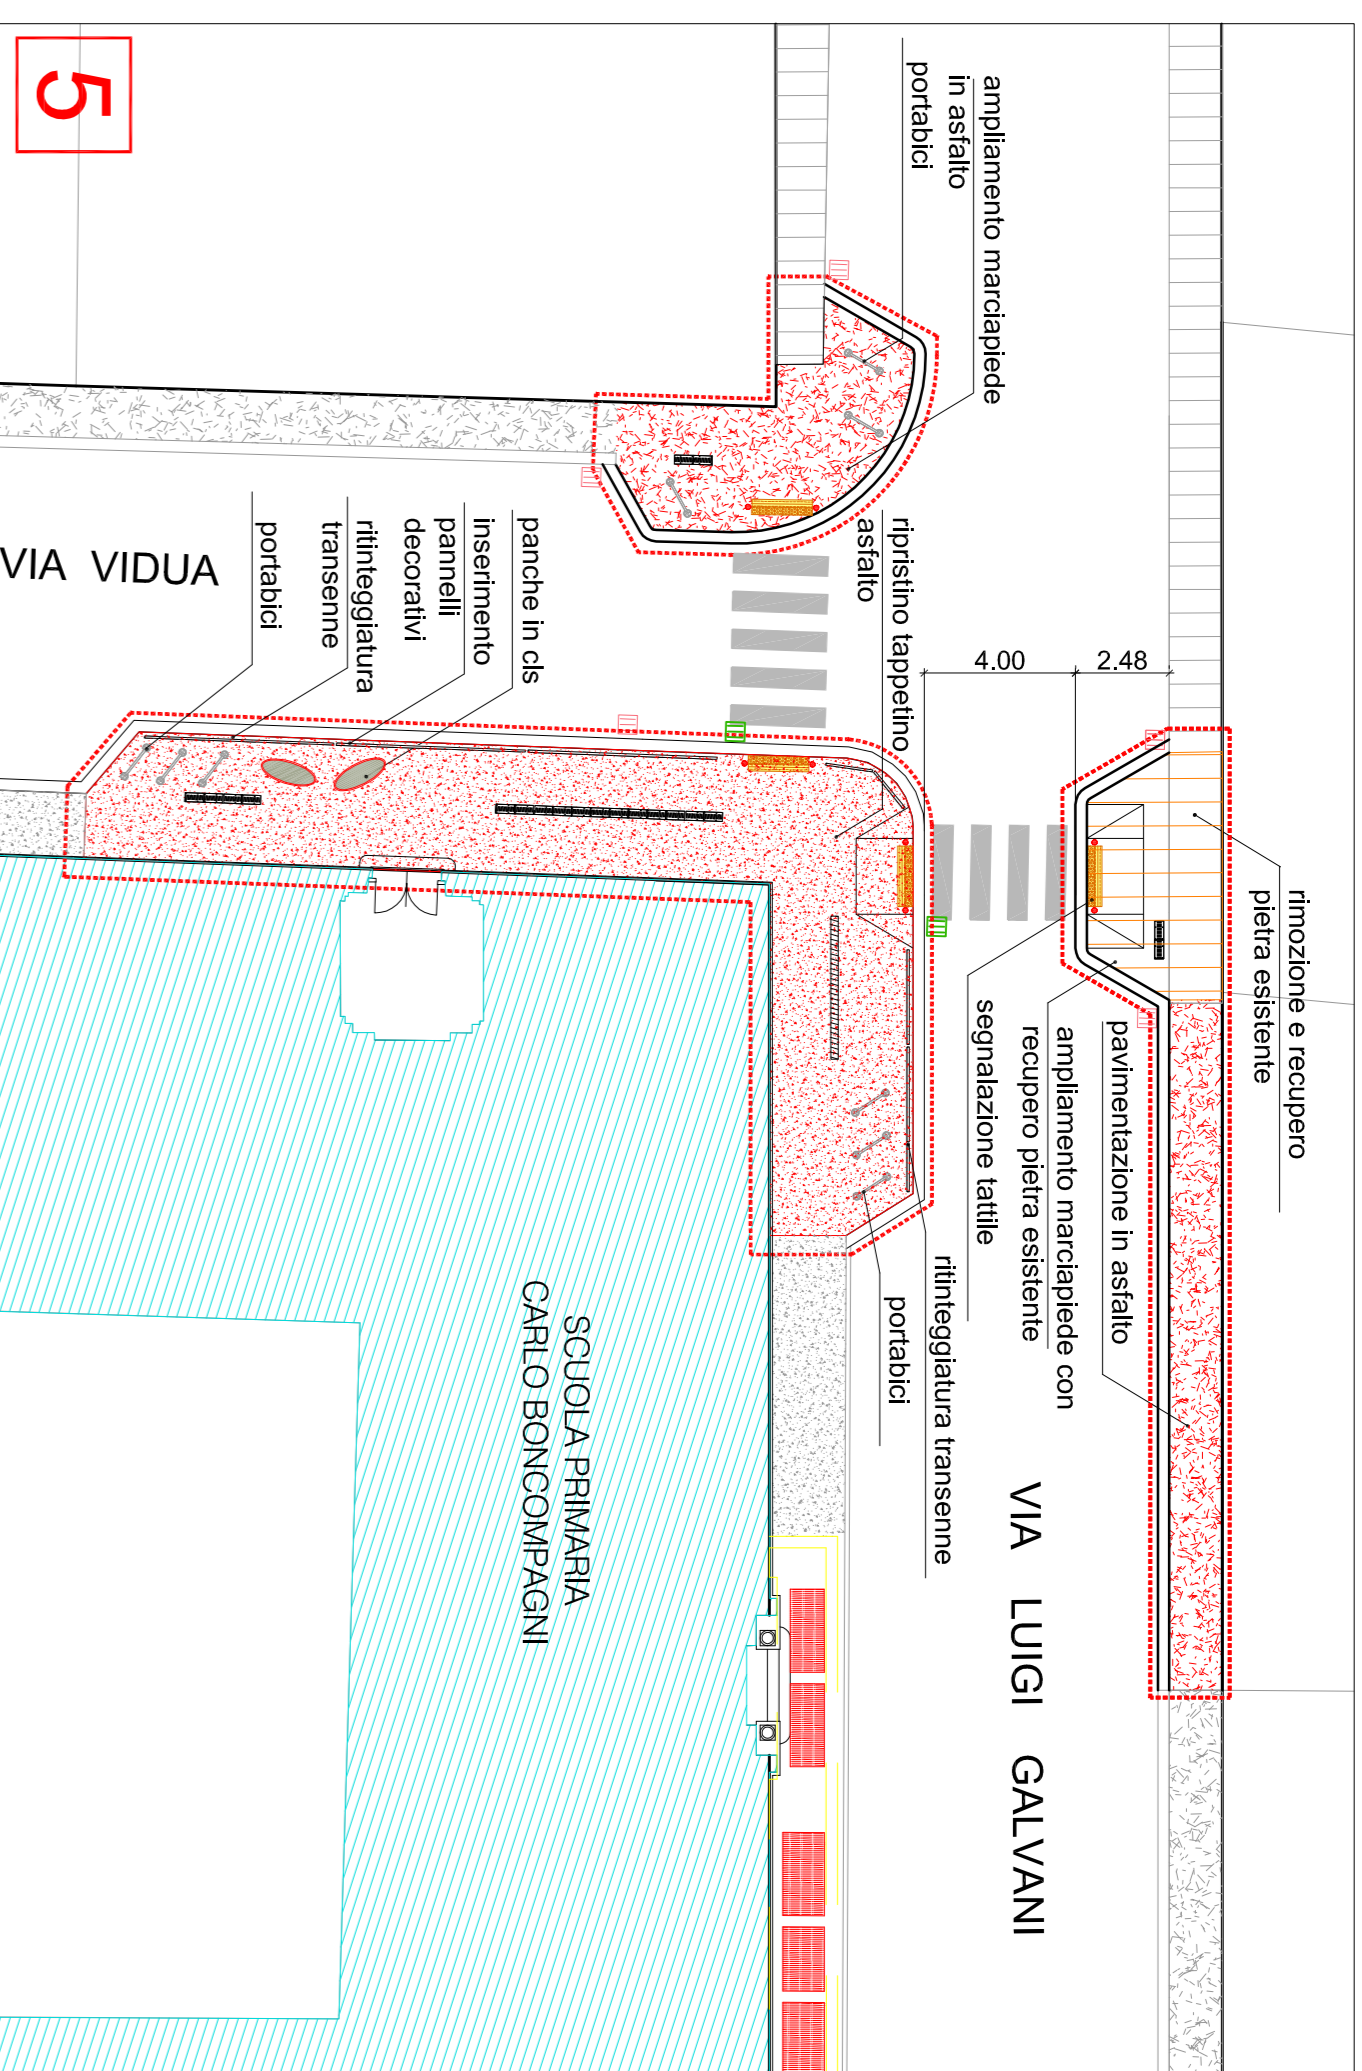 5
ampliamento marciapiede
in asfalto
portabici
ripristino tappetino
asfalto
4.00
2.48
rimozione e recupero
pietra esistente
pavimentazione in asfalto
ampliamento marciapiede con
recupero pietra esistente
segnalazione tattile
ritinteggiatura transenne
portabici
VIA LUIGI GALVANI
panche in cls
inserimento
pannelli
decorativi
ritinteggiatura
transenne
portabici
VIA VIDUA
SCUOLA PRIMARIA
CARLO BONCOMPAGNI